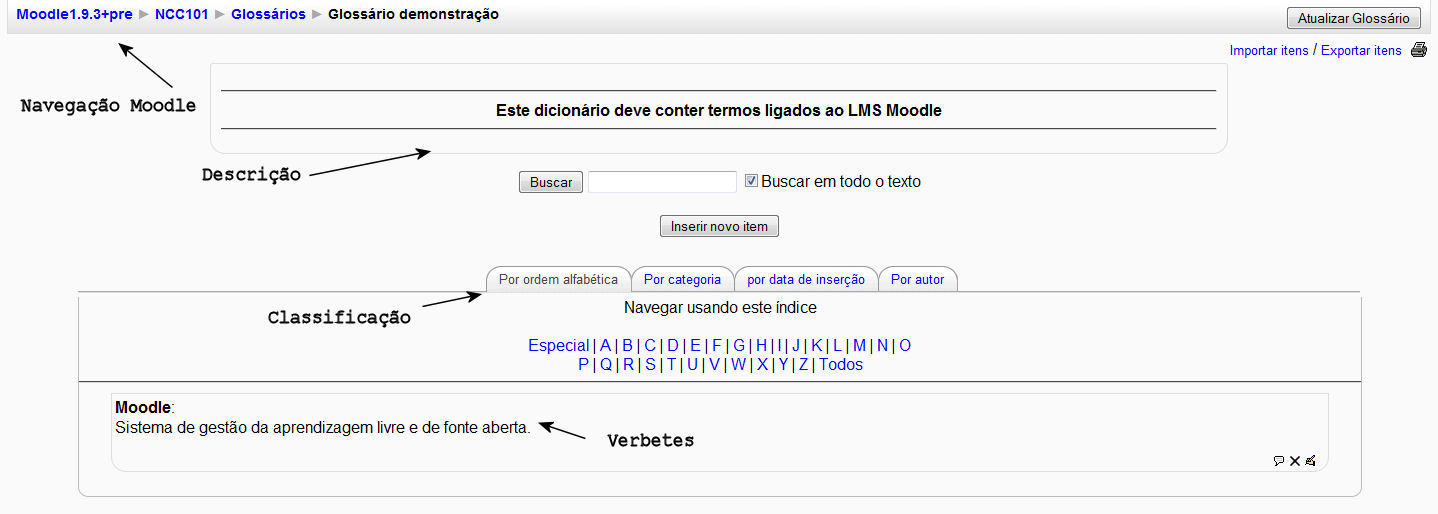 Moodle1.9.3+pre ► NCC101 ► Glossários ► Glossário demonstração
Atualizar Glossário
Importar itens / Exportar itens
Navegação Moodle
Este dicionário deve conter termos ligados ao LMS Moodle
Descrição
Buscar
Buscar em todo o texto
Inserir novo item
Por ordem alfabética
Por categoria
por data de inserção
Por autor
Classificação
Navegar usando este índice
Especial | A | B | C | D | E | F | G | H | I | J | K | L | M | N | O
P | Q | R | S | T | U | V | W | X | Y | Z | Todos
Moodle:
Sistema de gestão da aprendizagem livre e de fonte aberta.
Verbetes